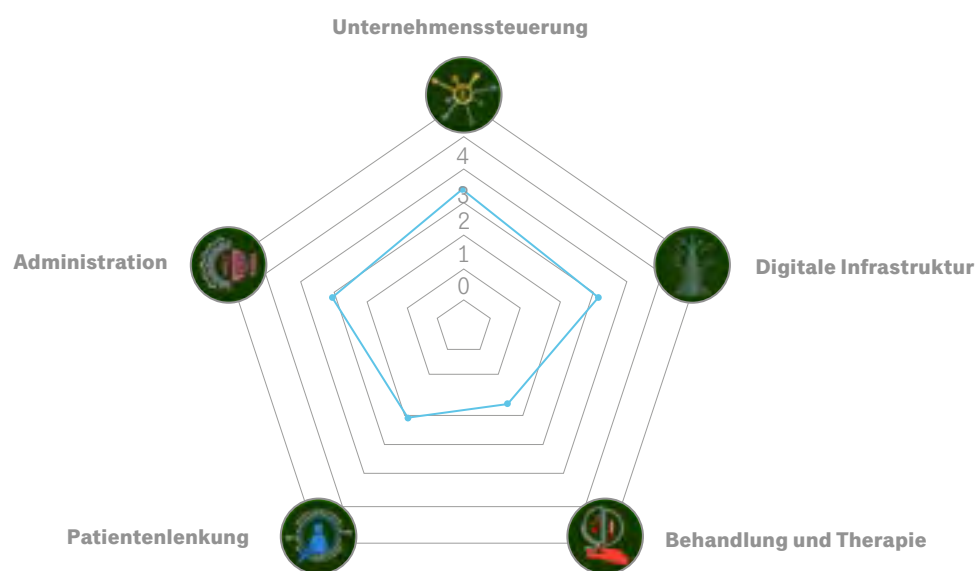 Unternehmenssteuerung
4
3
2
1
0
Administration
Digitale Infrastruktur
Patientenlenkung
Behandlung und Therapie